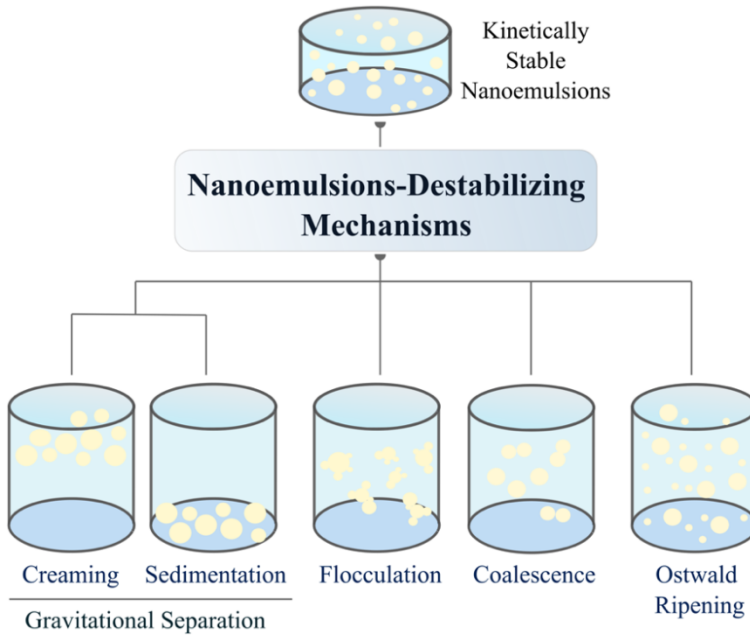 Kinetically
Stable
Nanoemulsions
Nanoemulsions-Destabilizing
Mechanisms
Creaming
Sedimentation
Flocculation
Coalescence
Ostwald
Ripening
Gravitational Separation